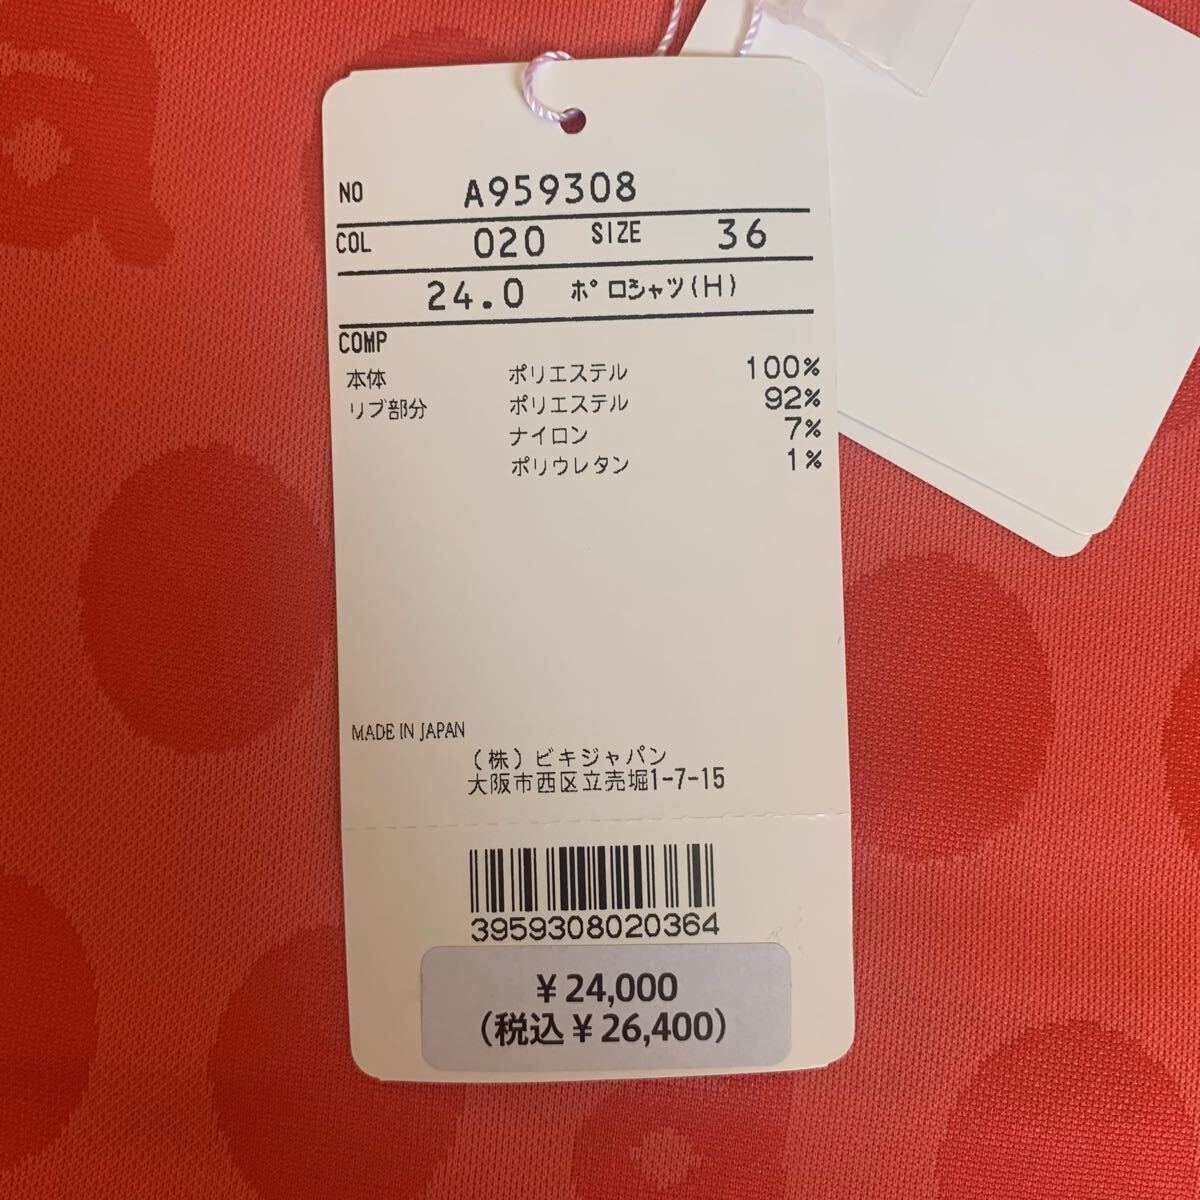 NO A959308
COL 020 SIZE 36
24.0 ポロシャツ(H)
COMP
本体 ポリエステル 100%
リブ部分 ポリエステル 92%
ナイロン 7%
ポリウレタン 1%
MADE IN JAPAN
(株)ビキジャパン
大阪市西区立売堀1-7-15
3959308020364
¥24,000
(税込¥26,400)